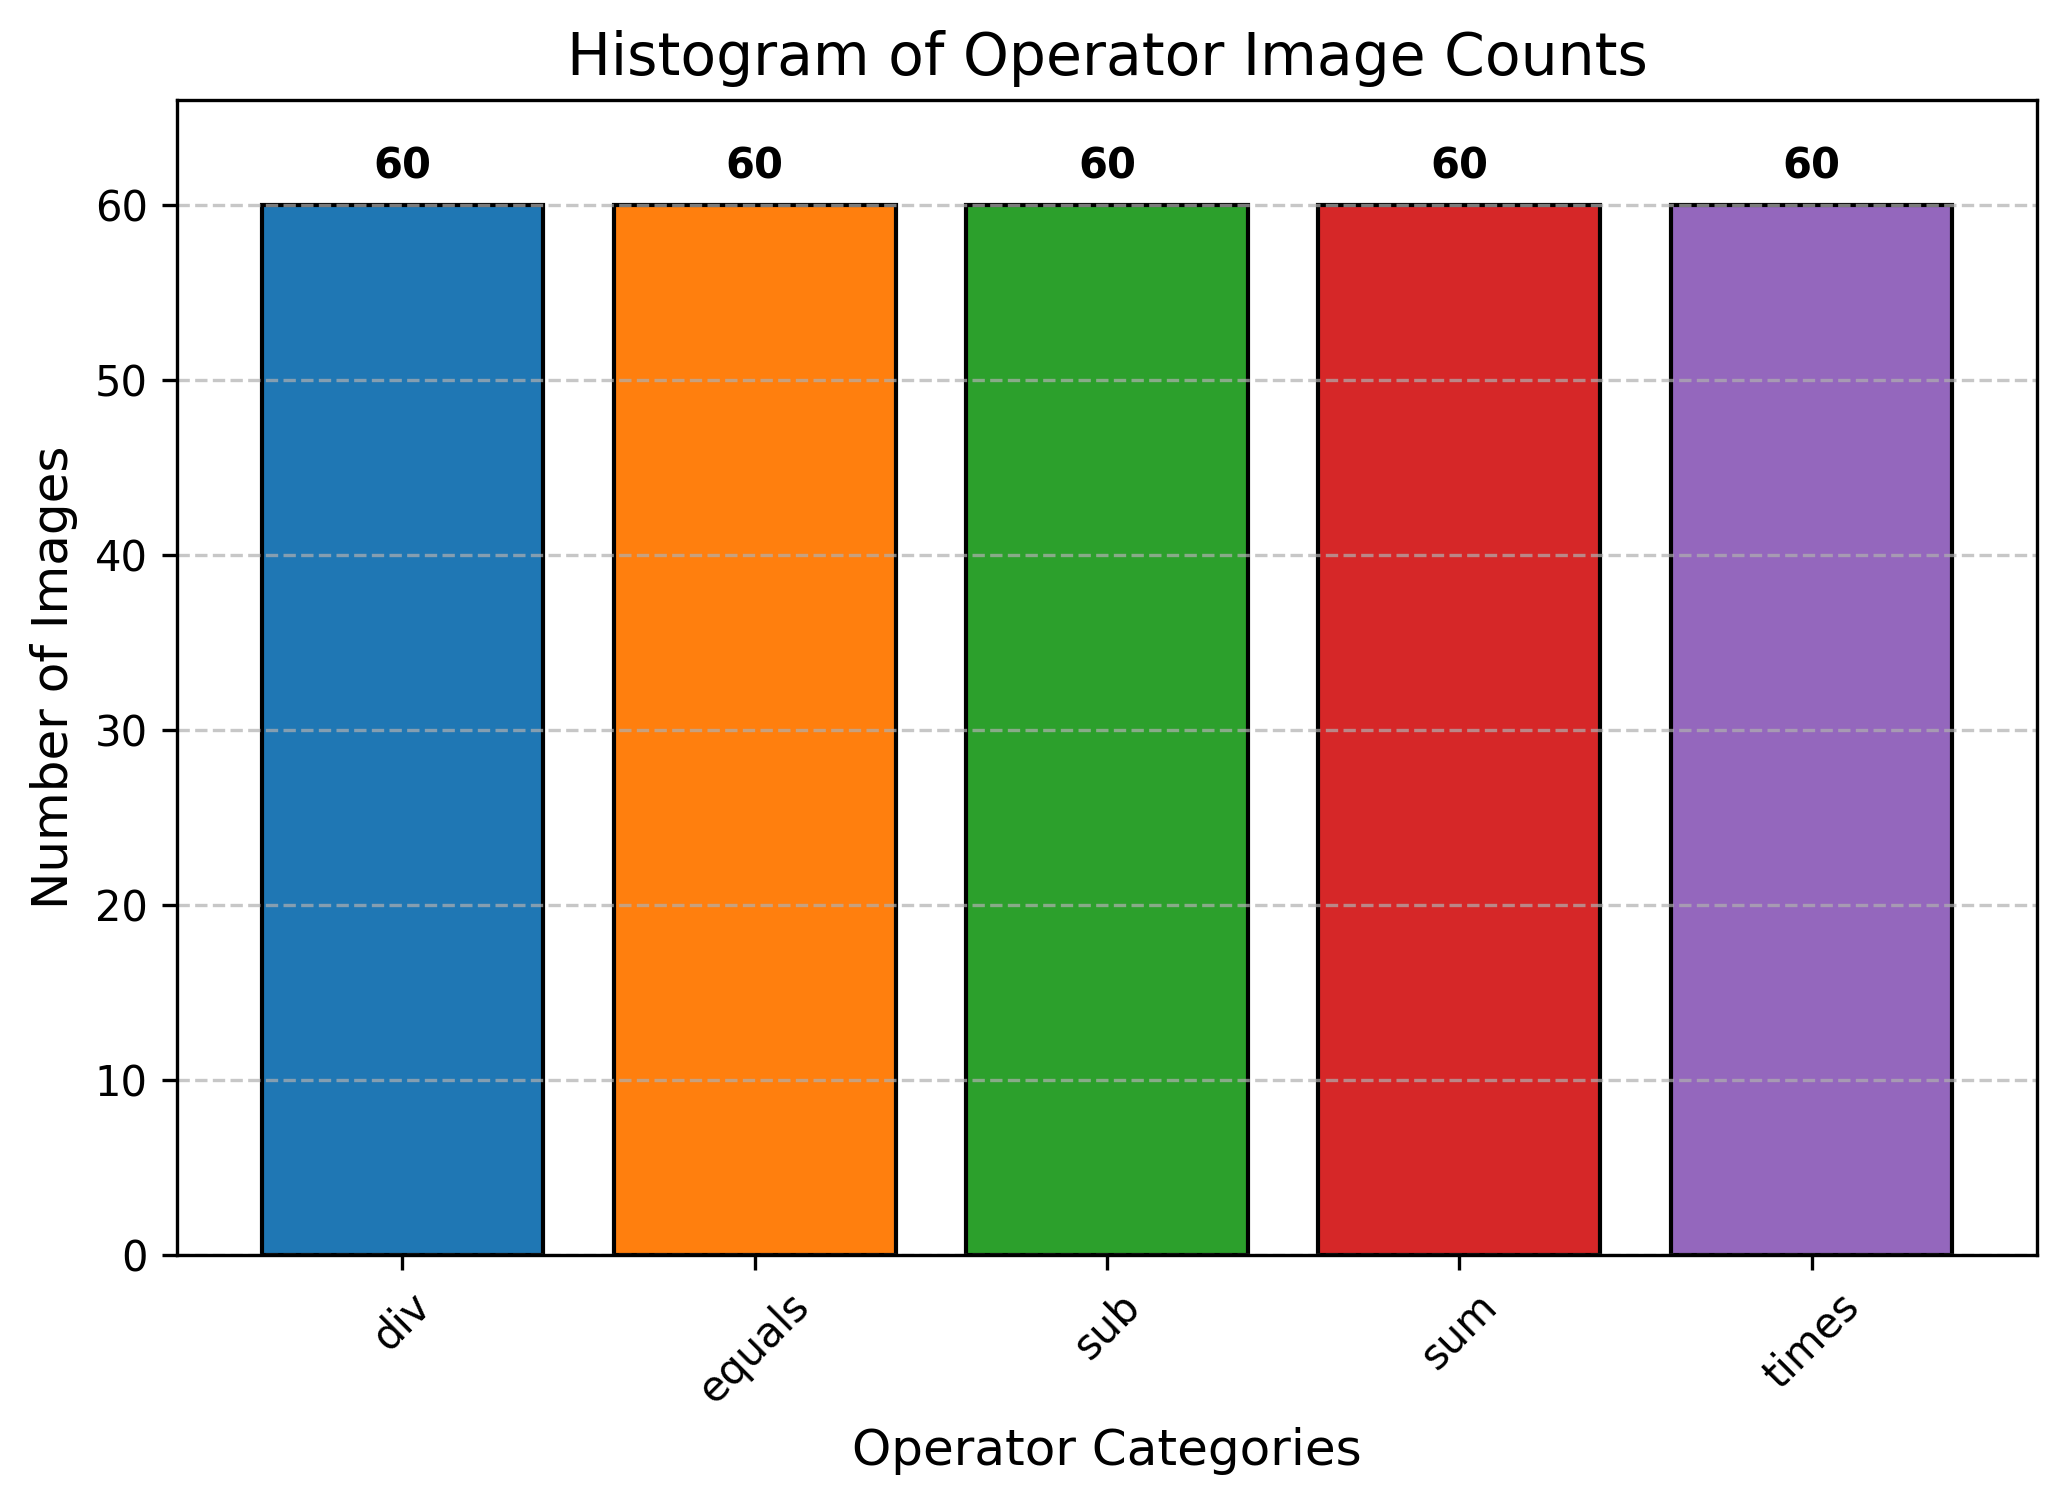 Histogram of Operator Image Counts
60 60 60 60 60
60
50
40
30
20
10
0
Number of Images
div equals sub sum times
Operator Categories